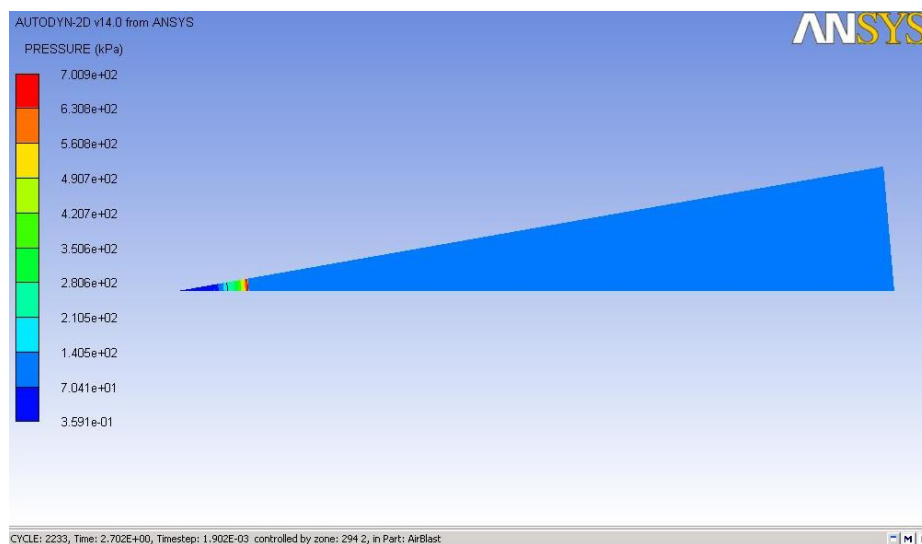 AUTODYN-2D v14.0 from ANSYS
ANSYS
PRESSURE (kPa)
7.009e+02
6.308e+02
5.608e+02
4.907e+02
4.207e+02
3.506e+02
2.806e+02
2.105e+02
1.405e+02
7.041e+01
3.591e-01
CYCLE: 2233, Time: 2.702E+00, Timestep: 1.902E-03 controlled by zone: 294 2, in Part: AirBlast
M